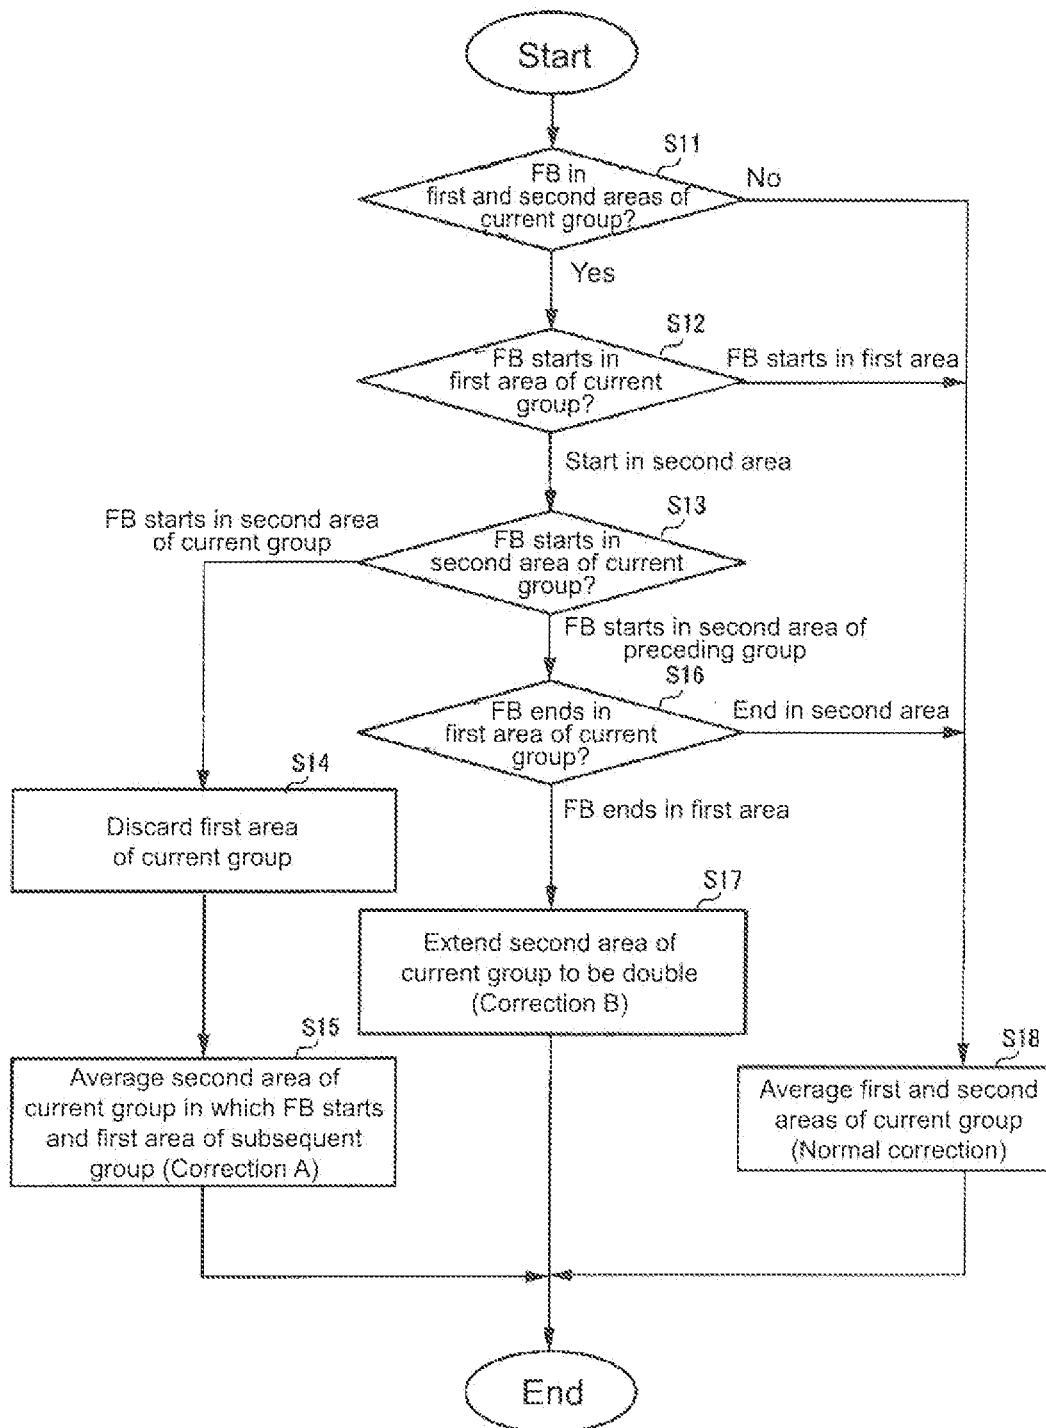 Start
S11
FB in
first and second areas of
current group?
No
Yes
S12
FB starts in
first area of current
group?
FB starts in first area
Start in second area
S13
FB starts in second area
of current group
FB starts in
second area of current
group?
FB starts in second area of
preceding group
S16
FB ends in
first area of current
group?
End in second area
S14
Discard first area
of current group
FB ends in first area
S17
Extend second area of
current group to be double
(Correction B)
S15
Average second area of
current group in which FB starts
and first area of subsequent
group (Correction A)
S18
Average first and second
areas of current group
(Normal correction)
End